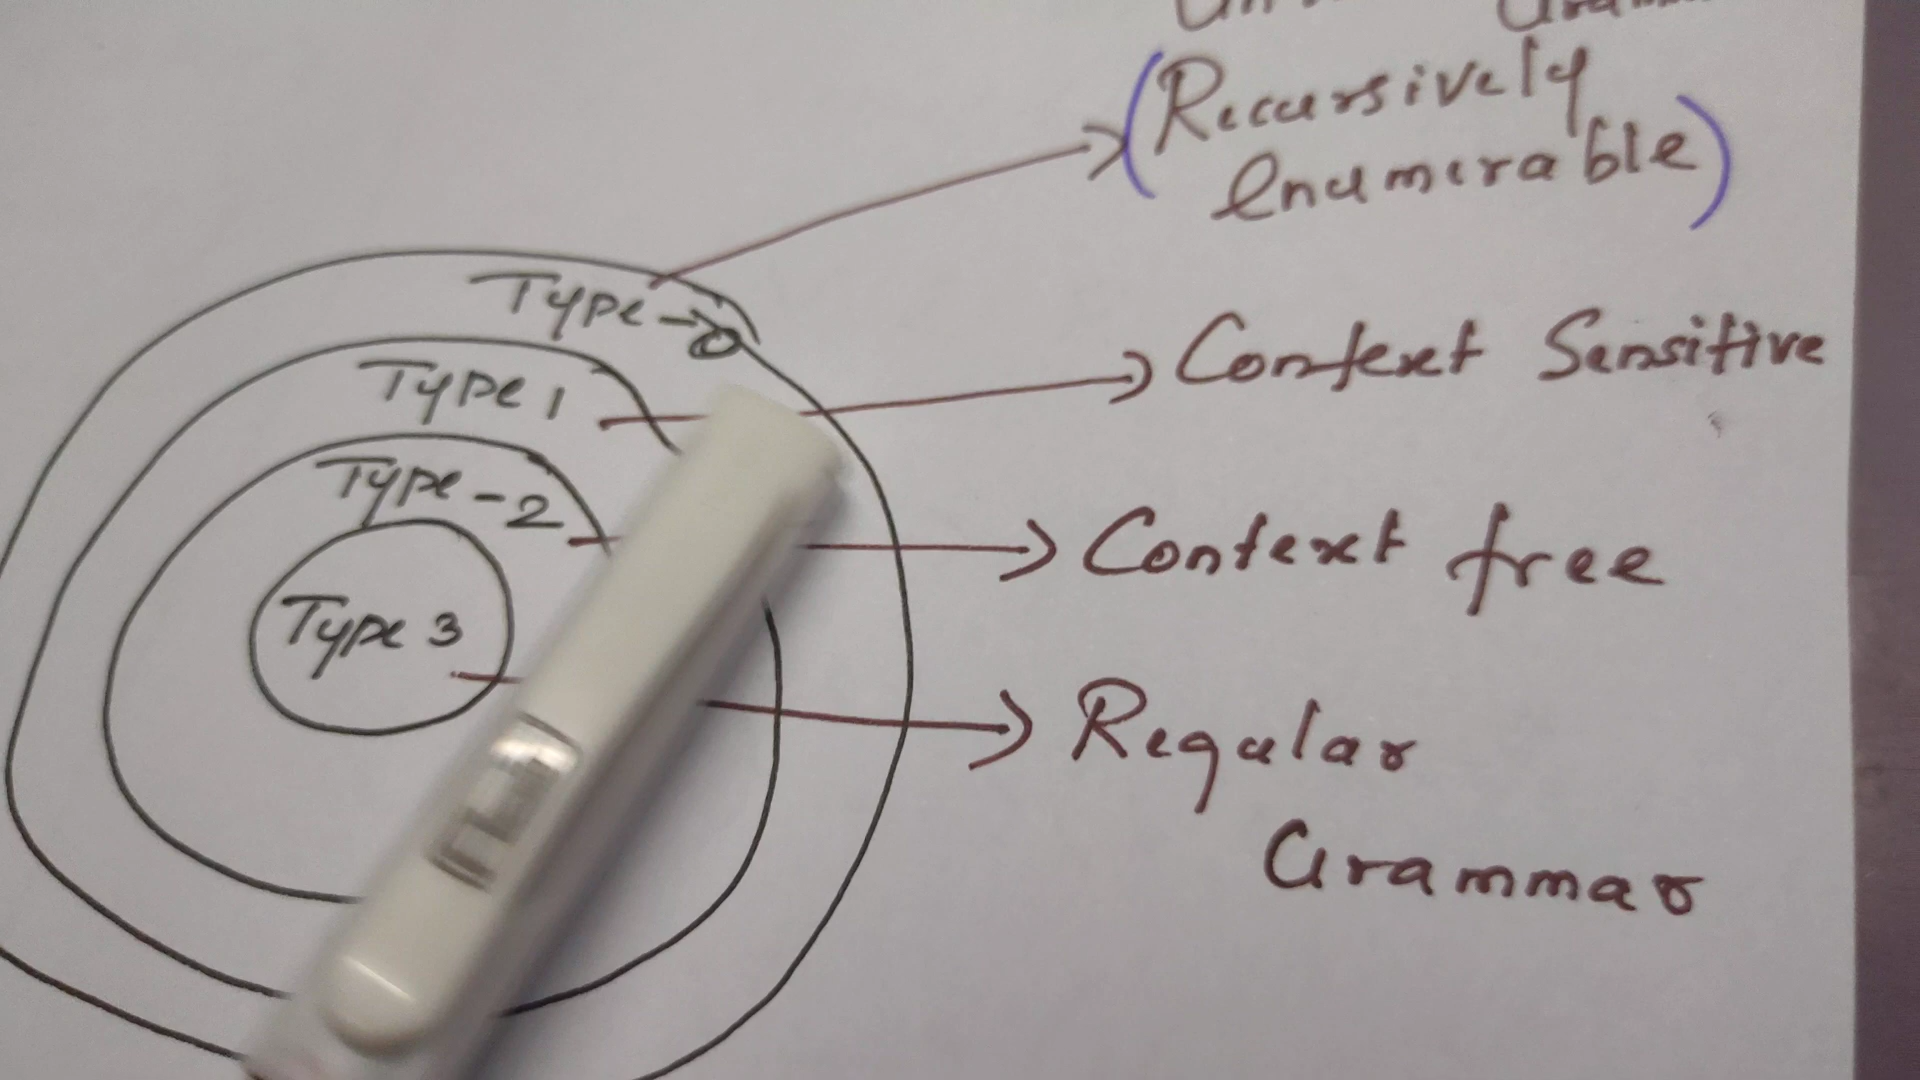 (Recursively
enumerable)
Type-0
Context Sensitive
Type 1
Type-2
Context free
Type 3
Regular
Grammar